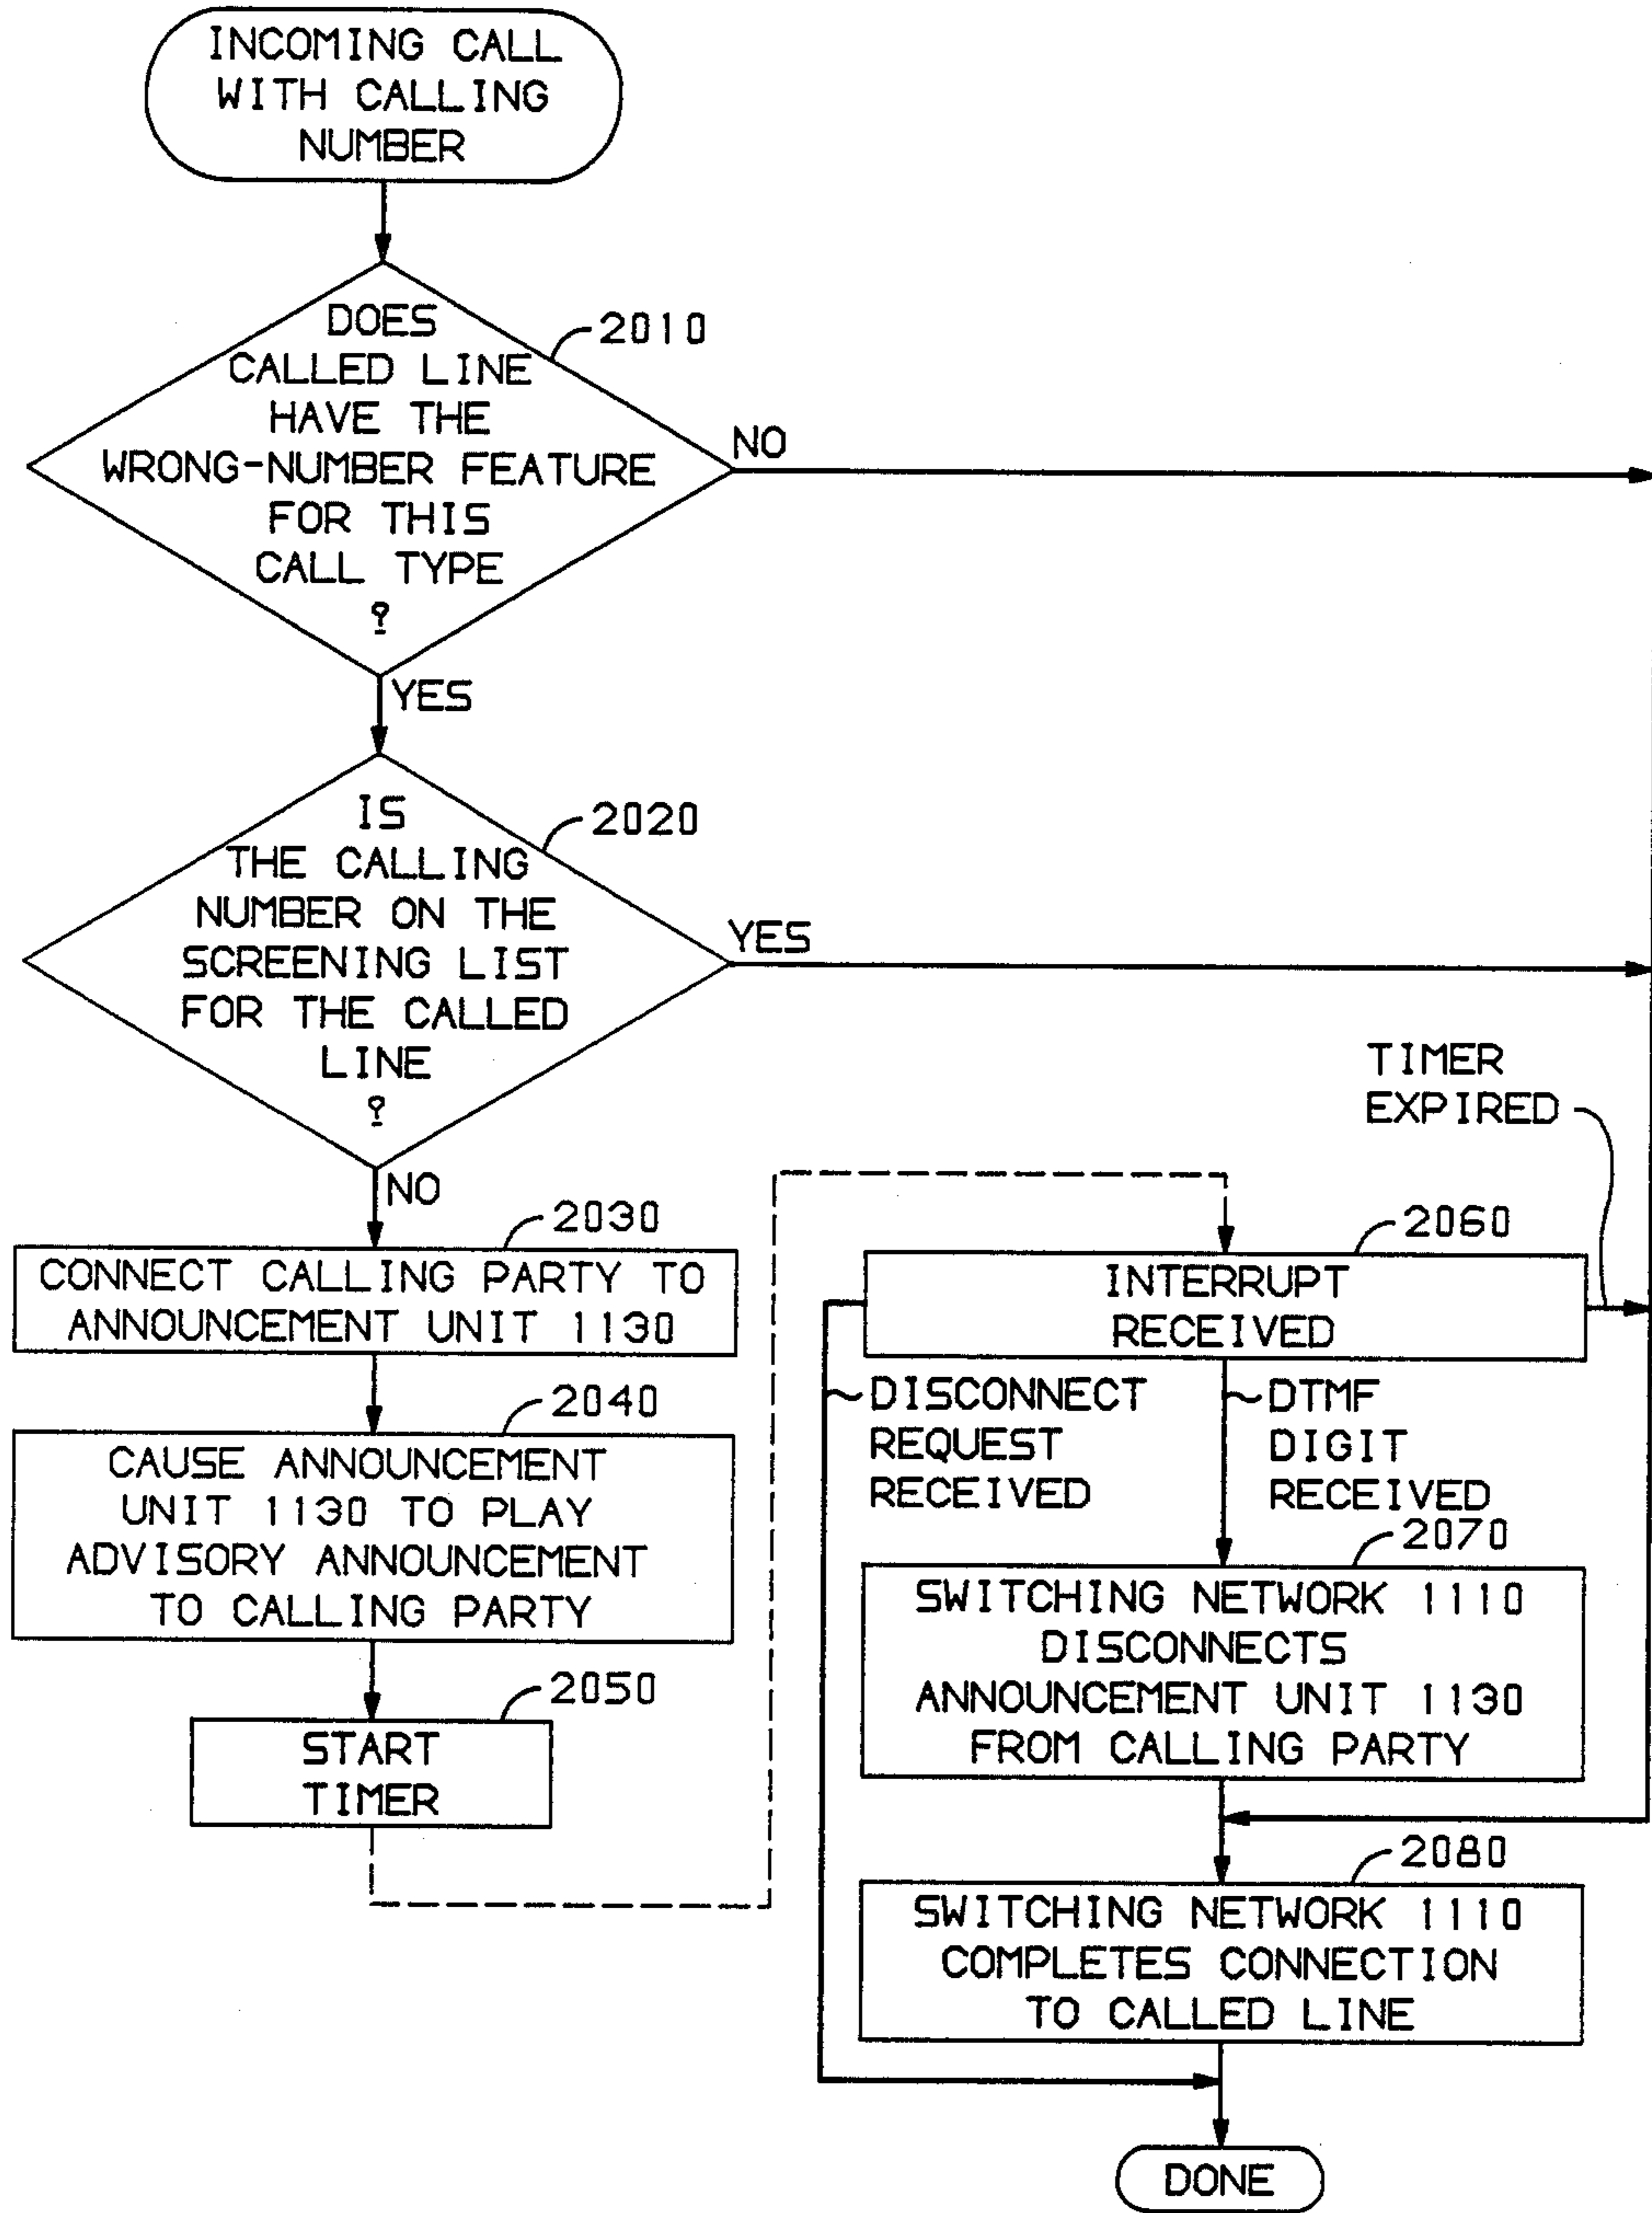 INCOMING CALL
WITH CALLING
NUMBER
DOES
CALLED LINE
HAVE THE
WRONG-NUMBER FEATURE
FOR THIS
CALL TYPE
?
2010
NO
YES
IS
THE CALLING
NUMBER ON THE
SCREENING LIST
FOR THE CALLED
LINE
?
2020
YES
NO
2030
CONNECT CALLING PARTY TO
ANNOUNCEMENT UNIT 1130
2040
CAUSE ANNOUNCEMENT
UNIT 1130 TO PLAY
ADVISORY ANNOUNCEMENT
TO CALLING PARTY
2050
START
TIMER
TIMER
EXPIRED
2060
INTERRUPT
RECEIVED
DISCONNECT
REQUEST
RECEIVED
DTMF
DIGIT
RECEIVED
2070
SWITCHING NETWORK 1110
DISCONNECTS
ANNOUNCEMENT UNIT 1130
FROM CALLING PARTY
2080
SWITCHING NETWORK 1110
COMPLETES CONNECTION
TO CALLED LINE
DONE